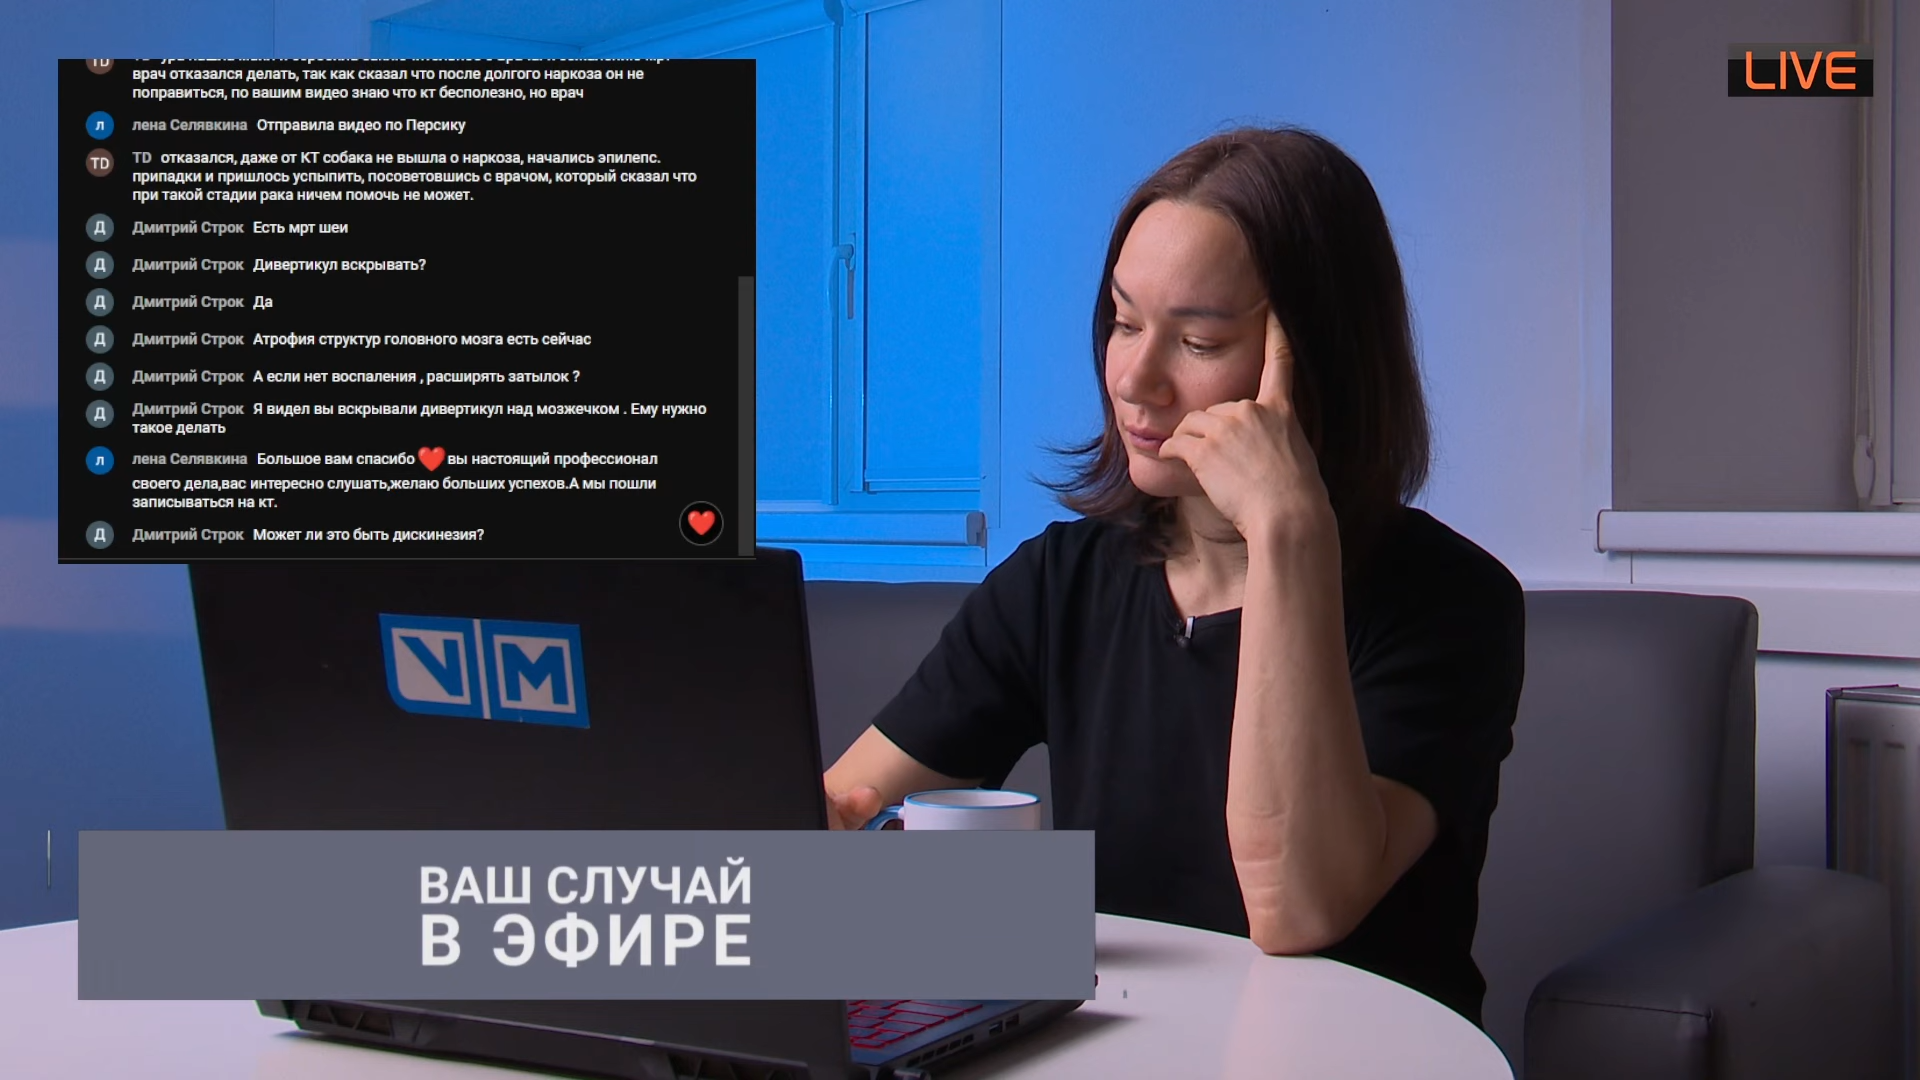 TD
врач отказался делать, так как сказал что после долгого наркоза он не
поправиться, по вашим видео знаю что кт бесполезно, но врач
Л лена Селявкина Отправила видео по Персику
TD TD отказался, даже от КТ собака не вышла о наркоза, начались эпилепс.
припадки и пришлось успыпить, посоветовшись с врачом, который сказал что
при такой стадии рака ничем помочь не может.
Д Дмитрий Строк Есть мрт шеи
Д Дмитрий Строк Дивертикул вскрывать?
Д Дмитрий Строк Да
Д Дмитрий Строк Атрофия структур головного мозга есть сейчас
Д Дмитрий Строк А если нет воспаления , расширять затылок ?
Д Дмитрий Строк Я видел вы вскрывали дивертикул над мозжечком . Ему нужно
такое делать
Л лена Селявкина Большое вам спасибо ❤️ вы настоящий профессионал
своего дела,вас интересно слушать,желаю больших успехов.А мы пошли
записываться на кт.
Д Дмитрий Строк Может ли это быть дискинезия?
LIVE
VM
ВАШ СЛУЧАЙ
В ЭФИРЕ